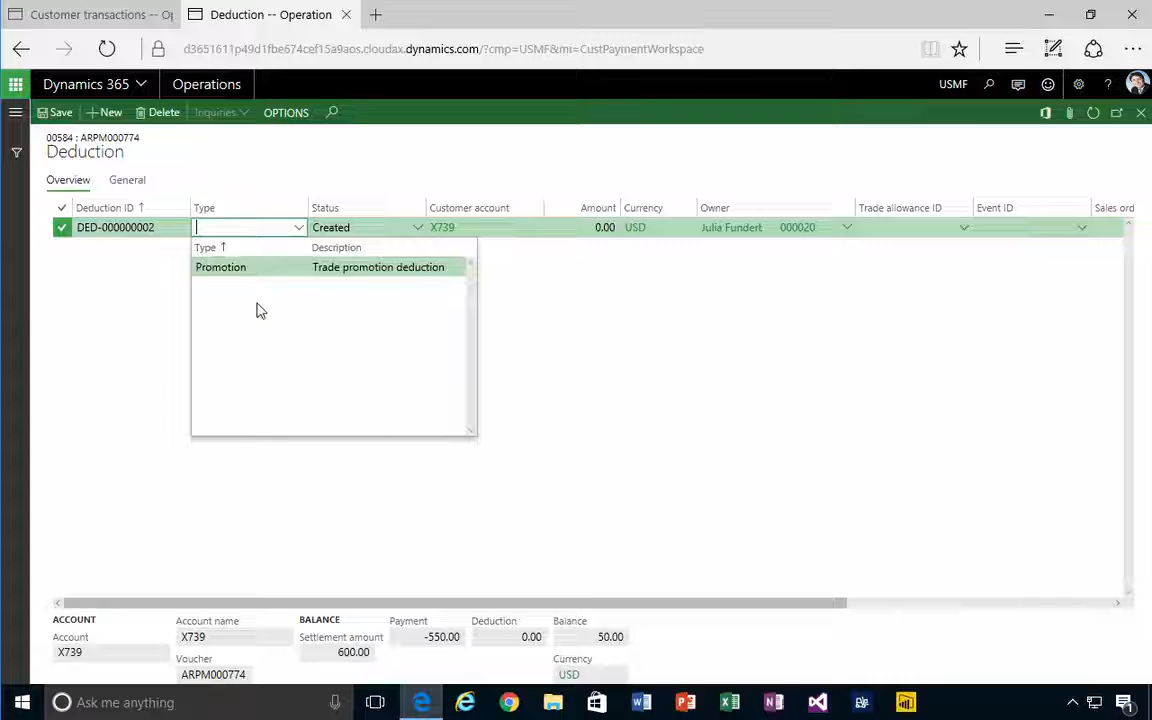 Customer transactions -- Op
Deduction -- Operation
d3651611p49d1fbe674cef15a9aos.cloudax.dynamics.com/?cmp=USMF&mi=CustPaymentWorkspace
Dynamics 365 Operations USMF
Save New Delete Inquiries OPTIONS
00584 : ARPM000774
Deduction
Overview General
Deduction ID Type Status Customer account Amount Currency Owner Trade allowance ID Event ID Sales ord
DED-000000002 Created X739 0.00 USD Julia Fundert 000020
Type Description
Promotion Trade promotion deduction
ACCOUNT Account name BALANCE Payment Deduction Balance
Account X739 Settlement amount -550.00 0.00 50.00
X739 Voucher 600.00 Currency
ARPM000774 USD
Ask me anything